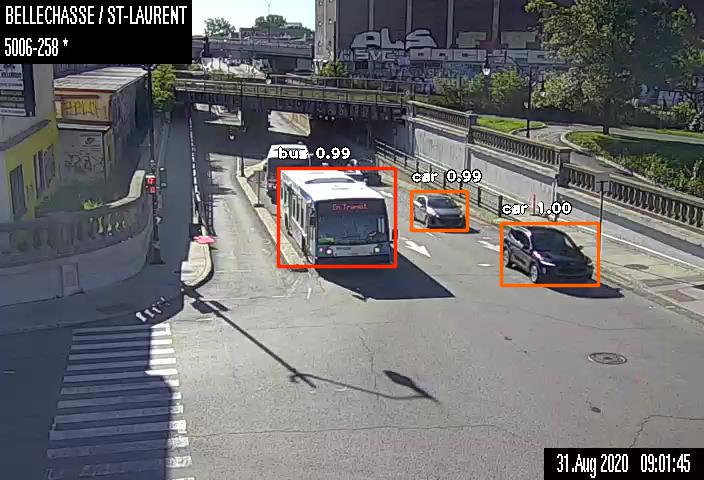 BELLECHASSE / ST-LAURENT
5006-258 *
bus 0.99
car 0.99
car 1.00
En Transit
31.Aug 2020 09:01:45